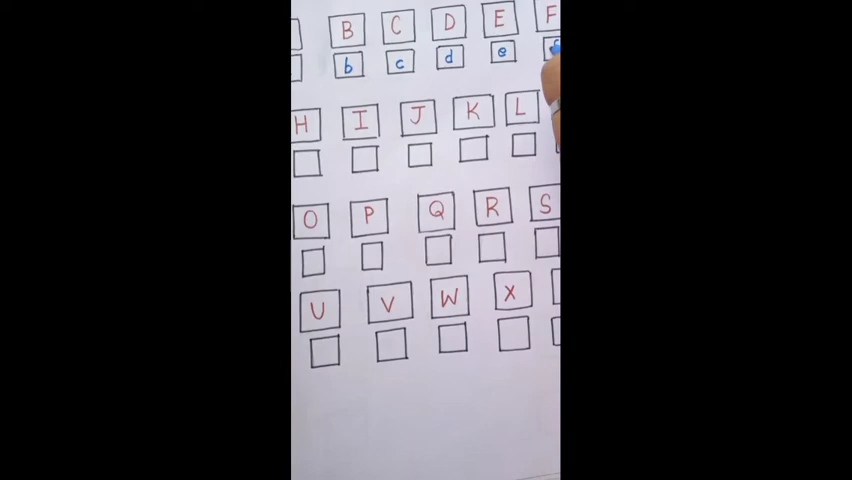 B C D E F
b c d e
H I J K L
O P Q R S
U V W X